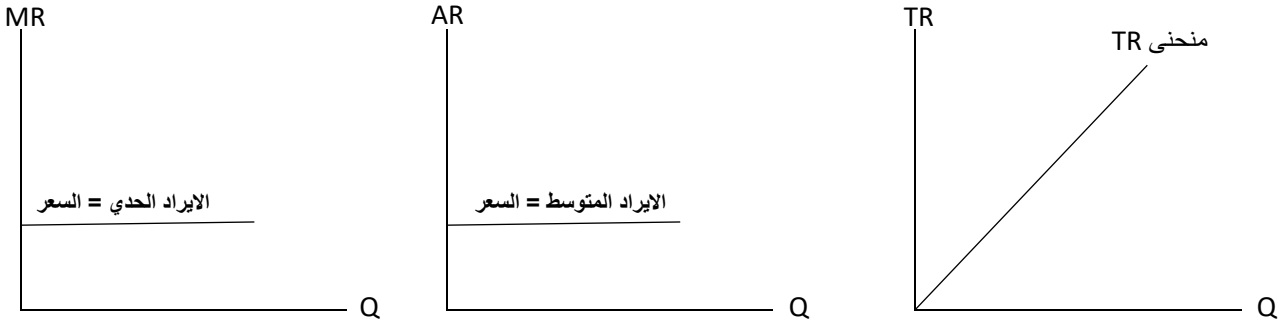 MR
الايراد الحدي = السعر
Q
AR
الايراد المتوسط = السعر
Q
TR
منحنى TR
Q